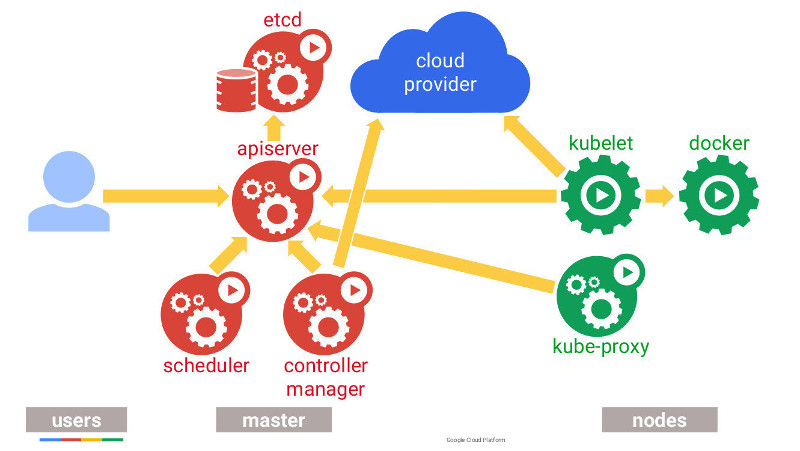 etcd
cloud
provider
apiserver
kubelet
docker
scheduler
controller
manager
kube-proxy
users
master
nodes
Google Cloud Platform